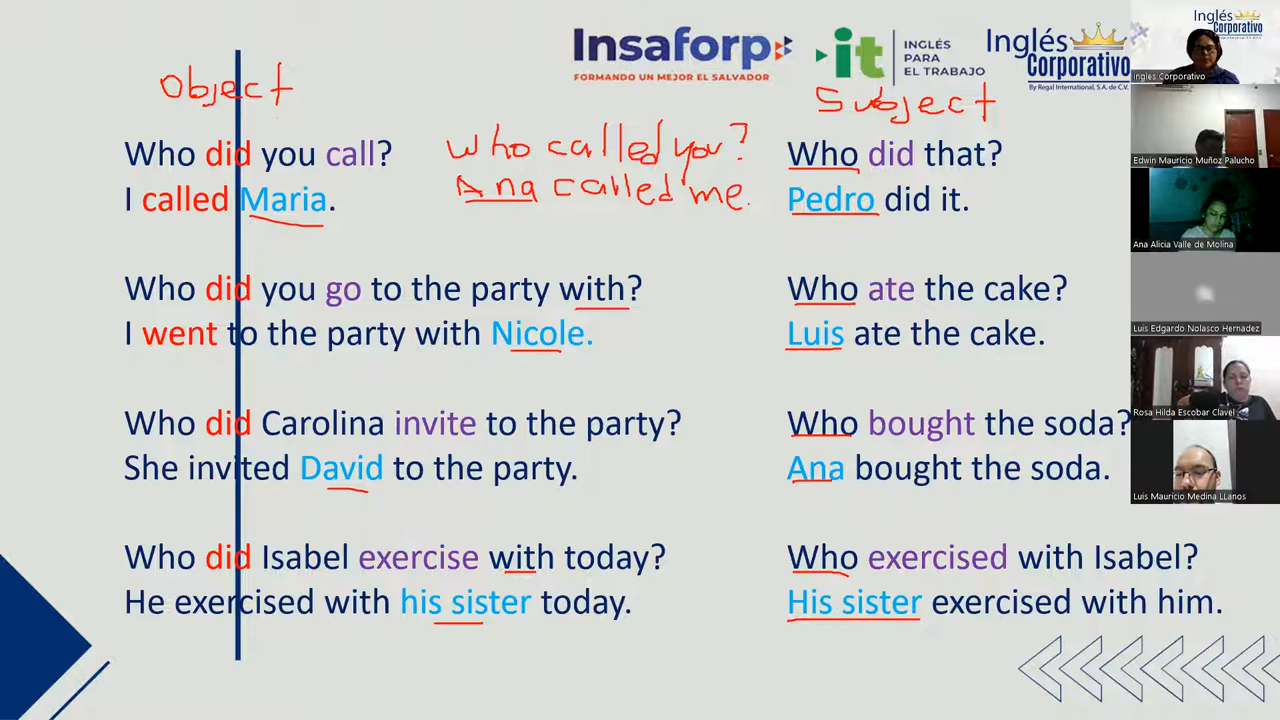 Insaforp
FORMANDO UN MEJOR EL SALVADOR
it
INGLÉS
PARA
EL TRABAJO
Inglés
Corporativo
By Regal International, S.A. de C.V.
Inglés
Corporativo
Ingles Corporativo
Edwin Mauricio Muñoz Palucho
Ana Alicia Valle de Molina
Luis Edgardo Nolasco Hernadez
Rosa Hilda Escobar Clavel
Luis Mauricio Medina LLanos
Object
Who did you call?
I called Maria.
Who did you go to the party with?
I went to the party with Nicole.
Who did Carolina invite to the party?
She invited David to the party.
Who did Isabel exercise with today?
He exercised with his sister today.
who called you?
Ana called me.
Subject
Who did that?
Pedro did it.
Who ate the cake?
Luis ate the cake.
Who bought the soda?
Ana bought the soda.
Who exercised with Isabel?
His sister exercised with him.